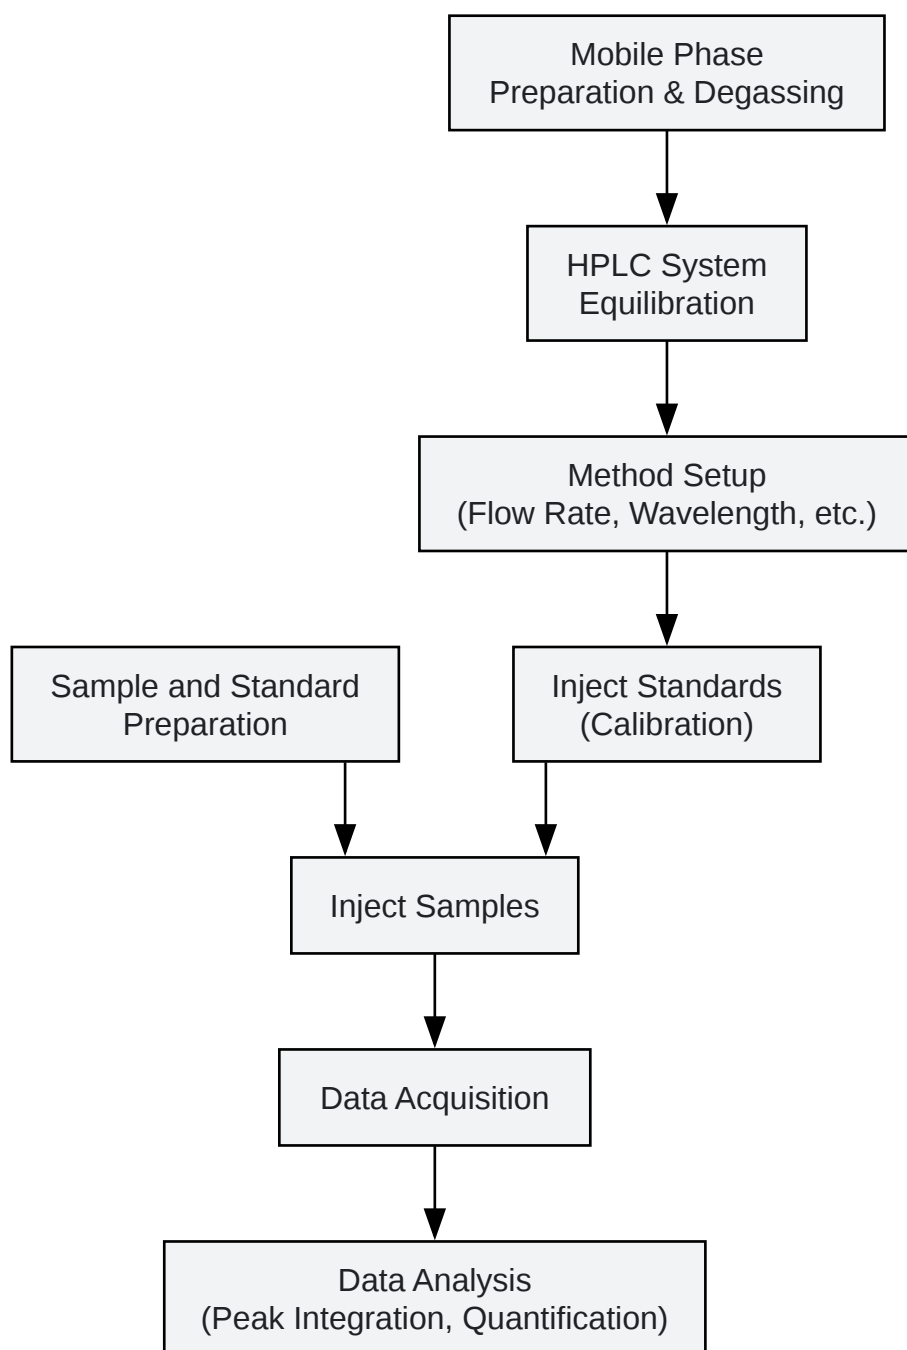 Mobile Phase
Preparation & Degassing
HPLC System
Equilibration
Method Setup
(Flow Rate, Wavelength, etc.)
Sample and Standard
Preparation
Inject Standards
(Calibration)
Inject Samples
Data Acquisition
Data Analysis
(Peak Integration, Quantification)